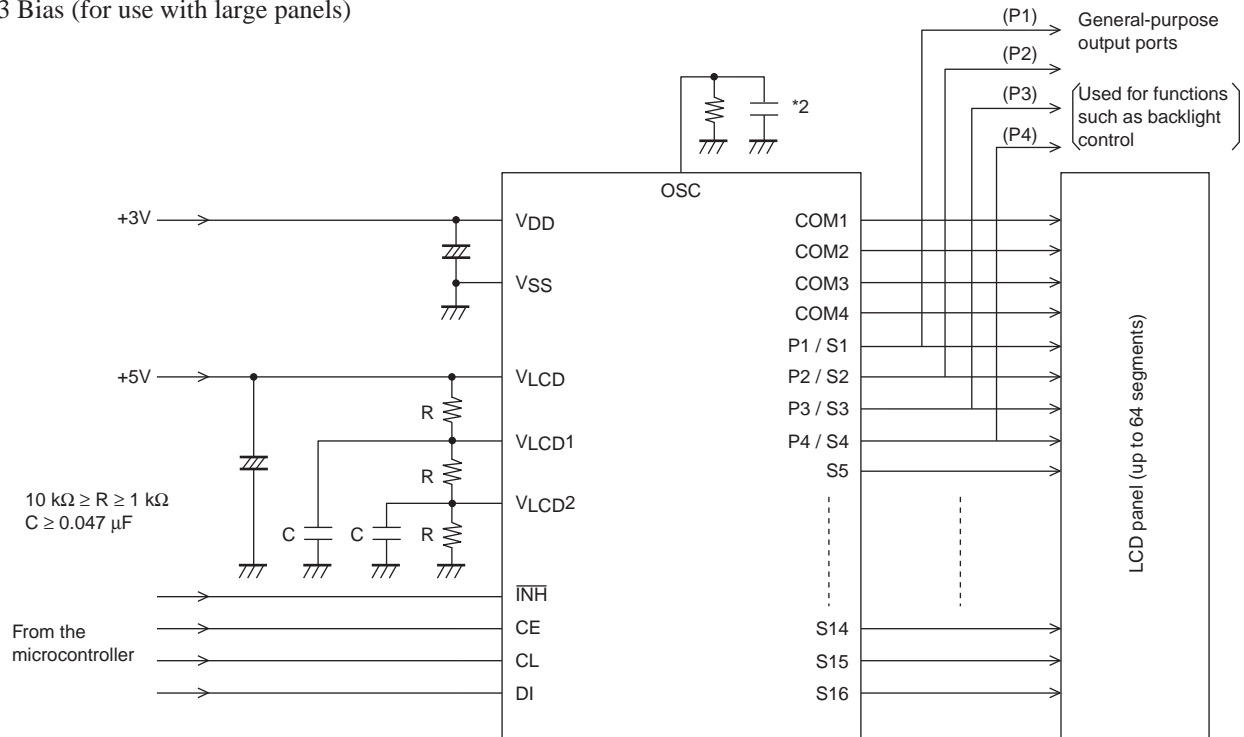 3 Bias (for use with large panels)
(P1)
General-purpose
output ports
(P2)
(P3)
Used for functions
such as backlight
control
(P4)
*2
OSC
+3V
VDD
VSS
+5V
VLCD
R
VLCD1
R
VLCD2
R
C
C
10 kΩ ≥ R ≥ 1 kΩ
C ≥ 0.047 μF
INH
CE
CL
DI
From the
microcontroller
COM1
COM2
COM3
COM4
P1 / S1
P2 / S2
P3 / S3
P4 / S4
S5
S14
S15
S16
LCD panel (up to 64 segments)